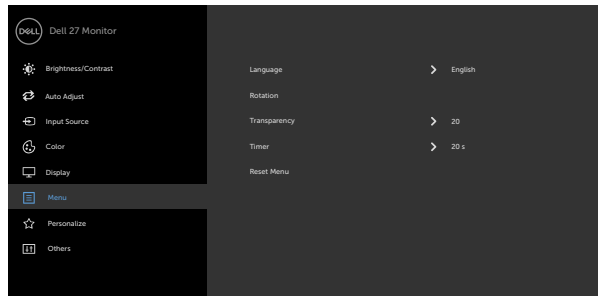 DELL Dell 27 Monitor
Brightness/Contrast
Auto Adjust
Input Source
Color
Display
Menu
Personalize
Others
Language English
Rotation
Transparency 20
Timer 20 s
Reset Menu